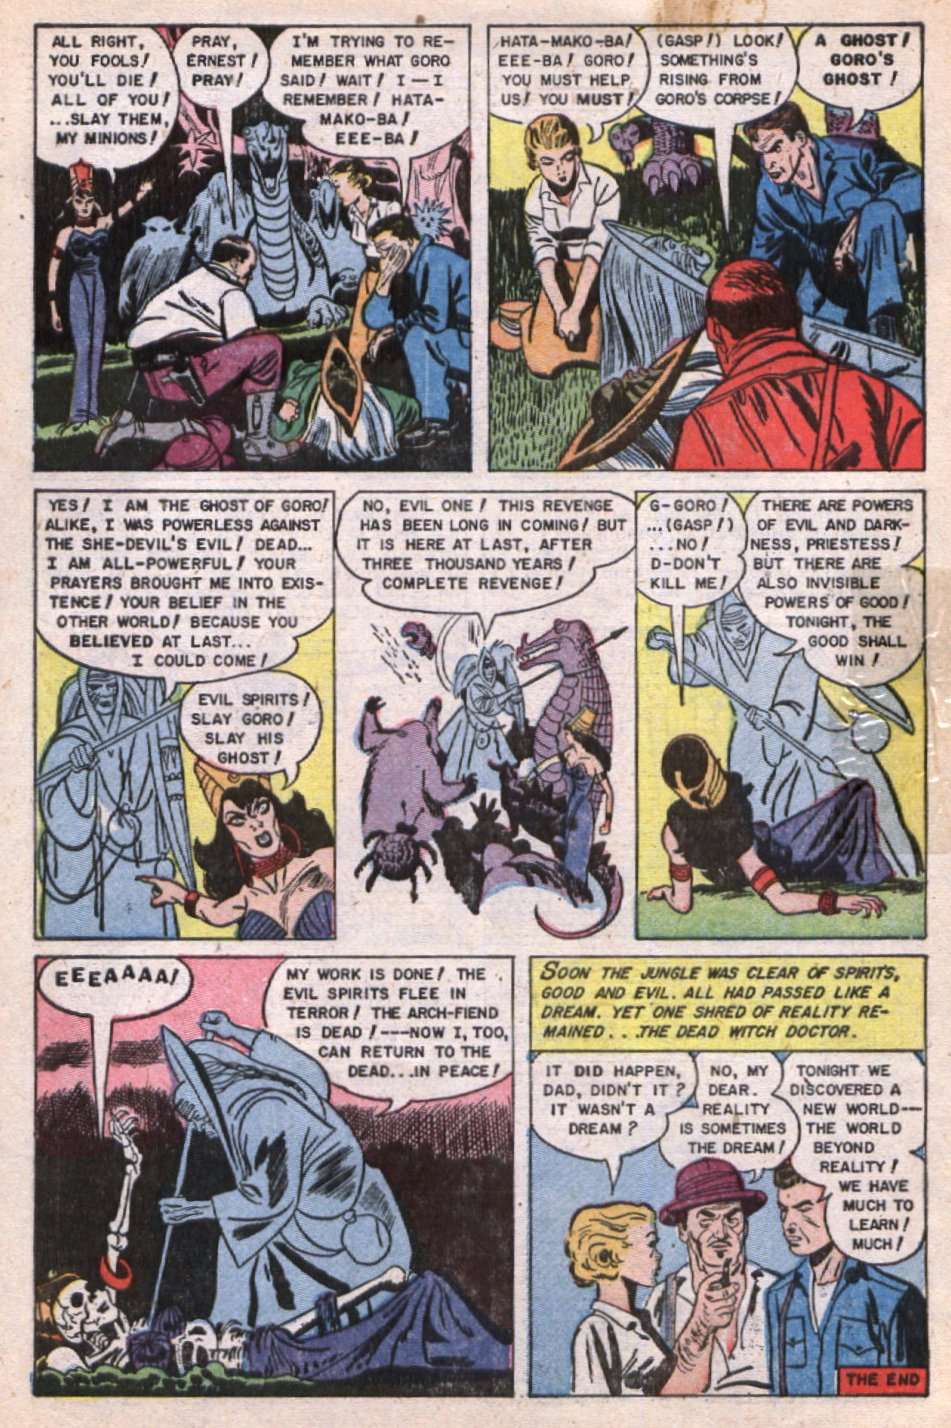 ALL RIGHT,
YOU FOOLS!
YOU'LL DIE!
ALL OF YOU!
...SLAY THEM,
MY MINIONS!
PRAY,
ERNEST!
PRAY!
I'M TRYING TO RE-
MEMBER WHAT GORO
SAID! WAIT! I — I
REMEMBER! HATA-
MAKO-BA!
EEE-BA!
HATA-MAKO-BA!
EEE-BA! GORO!
YOU MUST HELP
US! YOU MUST!
(GASP!) LOOK!
SOMETHING'S
RISING FROM
GORO'S CORPSE!
A GHOST!
GORO'S
GHOST!
YES! I AM THE GHOST OF GORO!
ALIKE, I WAS POWERLESS AGAINST
THE SHE-DEVIL'S EVIL! DEAD...
I AM ALL-POWERFUL! YOUR
PRAYERS BROUGHT ME INTO EXIS-
TENCE! YOUR BELIEF IN THE
OTHER WORLD! BECAUSE YOU
BELIEVED AT LAST...
I COULD COME!
EVIL SPIRITS!
SLAY GORO!
SLAY HIS
GHOST!
NO, EVIL ONE! THIS REVENGE
HAS BEEN LONG IN COMING! BUT
IT IS HERE AT LAST, AFTER
THREE THOUSAND YEARS!
COMPLETE REVENGE!
G-GORO!
...(GASP!)
...NO!
D-DON'T
KILL ME!
THERE ARE POWERS
OF EVIL AND DARK-
NESS, PRIESTESS!
BUT THERE ARE
ALSO INVISIBLE
POWERS OF GOOD!
TONIGHT, THE
GOOD SHALL
WIN!
EEEAAAA!
MY WORK IS DONE! THE
EVIL SPIRITS FLEE IN
TERROR! THE ARCH-FIEND
IS DEAD!---NOW I, TOO,
CAN RETURN TO THE
DEAD...IN PEACE!
SOON THE JUNGLE WAS CLEAR OF SPIRITS,
GOOD AND EVIL. ALL HAD PASSED LIKE A
DREAM. YET ONE SHRED OF REALITY RE-
MAINED...THE DEAD WITCH DOCTOR.
IT DID HAPPEN,
DAD, DIDN'T IT?
IT WASN'T A
DREAM?
NO, MY
DEAR.
REALITY
IS SOMETIMES
THE DREAM!
TONIGHT WE
DISCOVERED A
NEW WORLD--
THE WORLD
BEYOND
REALITY!
WE HAVE
MUCH TO
LEARN!
MUCH!
THE END